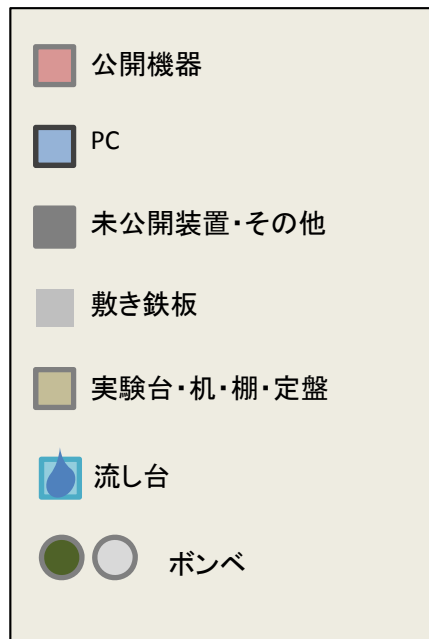 公開機器
PC
未公開装置･その他
敷き鉄板
実験台･机･棚･定盤
流し台
ボンベ